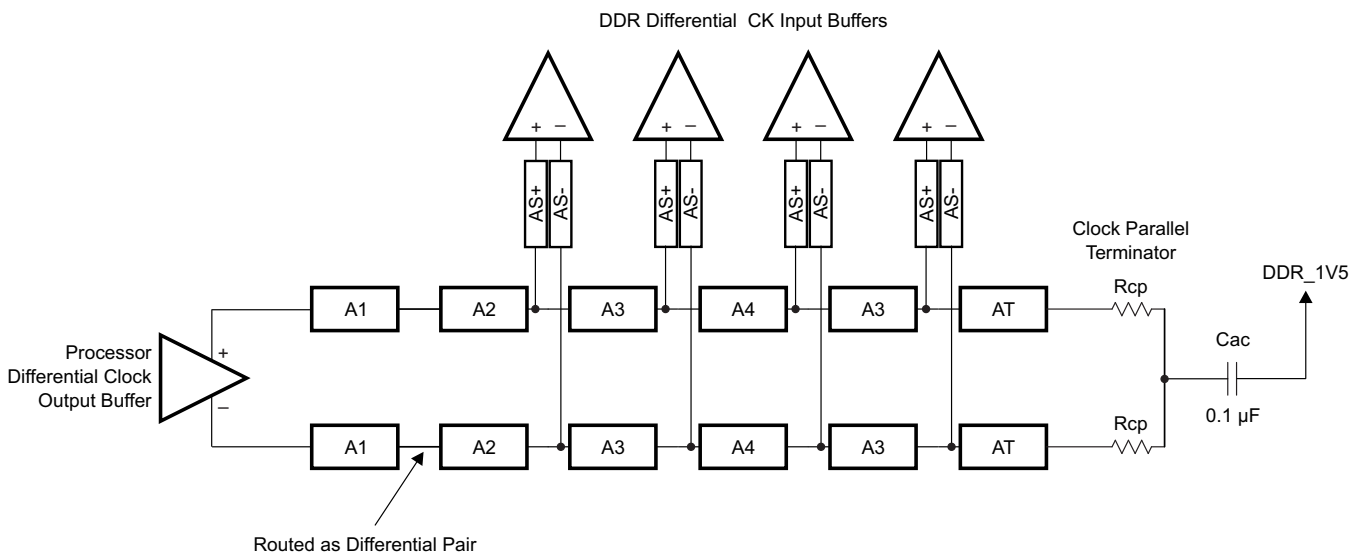 DDR Differential CK Input Buffers
+ –
+ –
+ –
+ –
AS+
AS-
AS+
AS-
AS+
AS-
AS+
AS-
Clock Parallel
Terminator
DDR_1V5
A1
A2
A3
A4
A3
AT
Rcp
Processor
Differential Clock
Output Buffer
+
–
Cac
0.1 µF
A1
A2
A3
A4
A3
AT
Rcp
Routed as Differential Pair